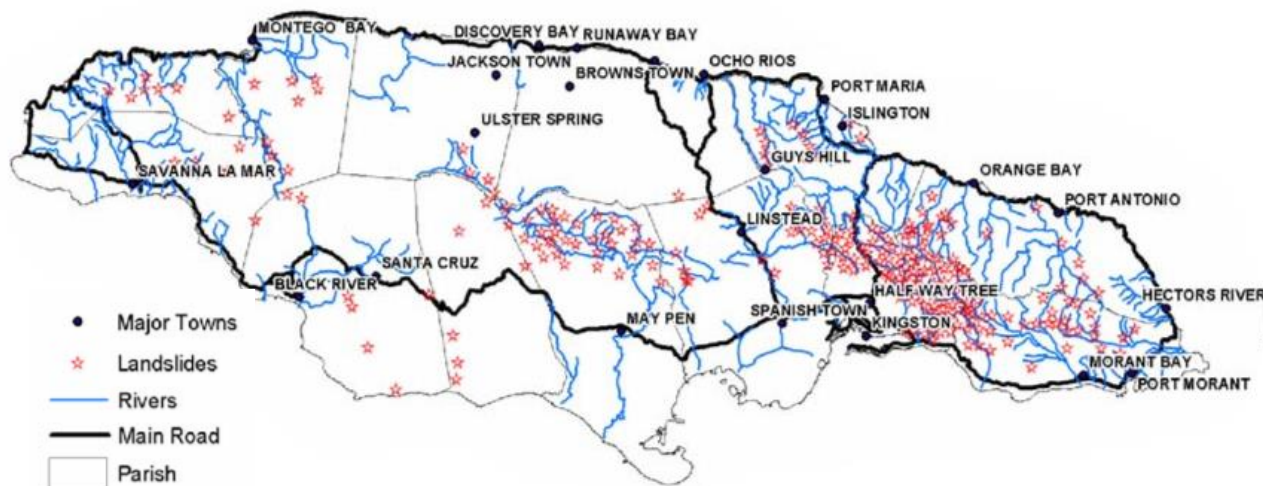 MONTEGO BAY
DISCOVERY BAY
RUNAWAY BAY
JACKSON TOWN
BROWNS TOWN
OCHO RIOS
PORT MARIA
ISLINGTON
ULSTER SPRING
GUYS HILL
SAVANNA LA MAR
ORANGE BAY
PORT ANTONIO
LINSTEAD
SANTA CRUZ
BLACK RIVER
HALF WAY TREE
HECTORS RIVER
MAY PEN
SPANISH TOWN
KINGSTON
MORANT BAY
PORT MORANT
Major Towns
Landslides
Rivers
Main Road
Parish